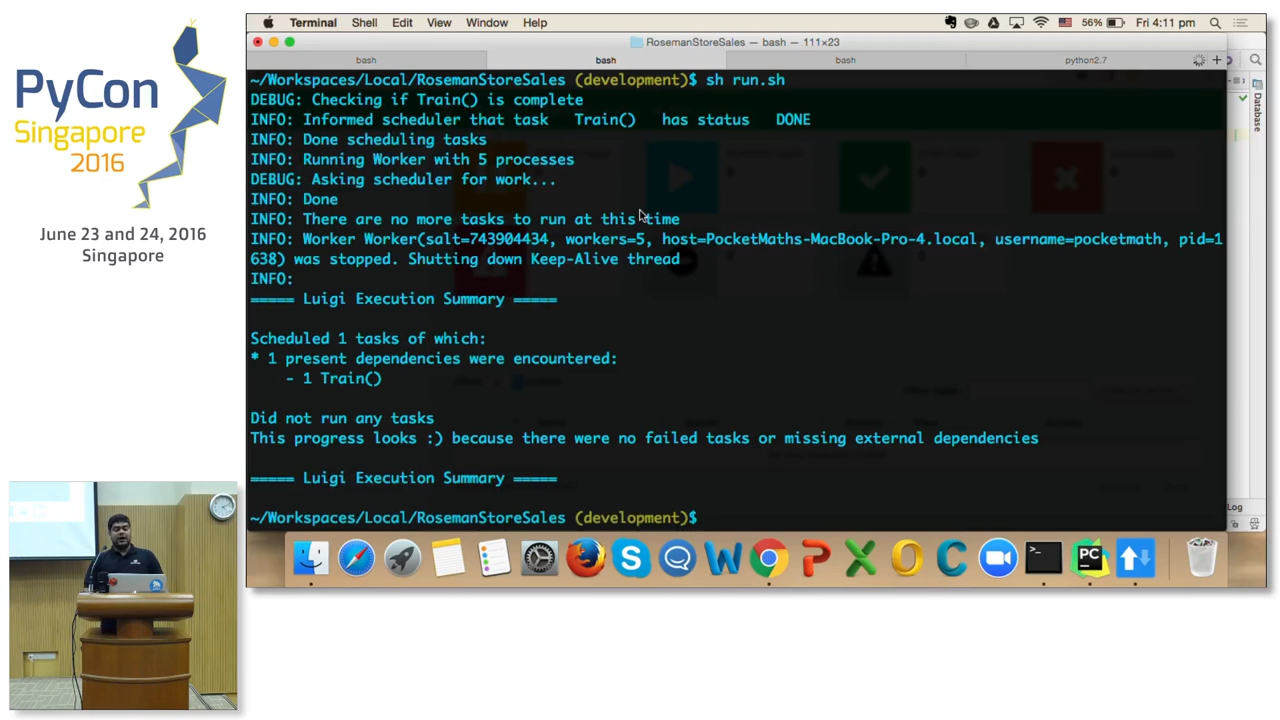 PyCon
Singapore
2016
June 23 and 24, 2016
Singapore
Terminal Shell Edit View Window Help
56% Fri 4:11 pm
RosemanStoreSales — bash — 111×23
bash bash bash python2.7
~/Workspaces/Local/RosemanStoreSales (development)$ sh run.sh
DEBUG: Checking if Train() is complete
INFO: Informed scheduler that task Train() has status DONE
INFO: Done scheduling tasks
INFO: Running Worker with 5 processes
DEBUG: Asking scheduler for work...
INFO: Done
INFO: There are no more tasks to run at this time
INFO: Worker Worker(salt=743904434, workers=5, host=PocketMaths-MacBook-Pro-4.local, username=pocketmath, pid=1
638) was stopped. Shutting down Keep-Alive thread
INFO:
===== Luigi Execution Summary =====
Scheduled 1 tasks of which:
* 1 present dependencies were encountered:
- 1 Train()
Did not run any tasks
This progress looks :) because there were no failed tasks or missing external dependencies
===== Luigi Execution Summary =====
~/Workspaces/Local/RosemanStoreSales (development)$
Database
Log
PC